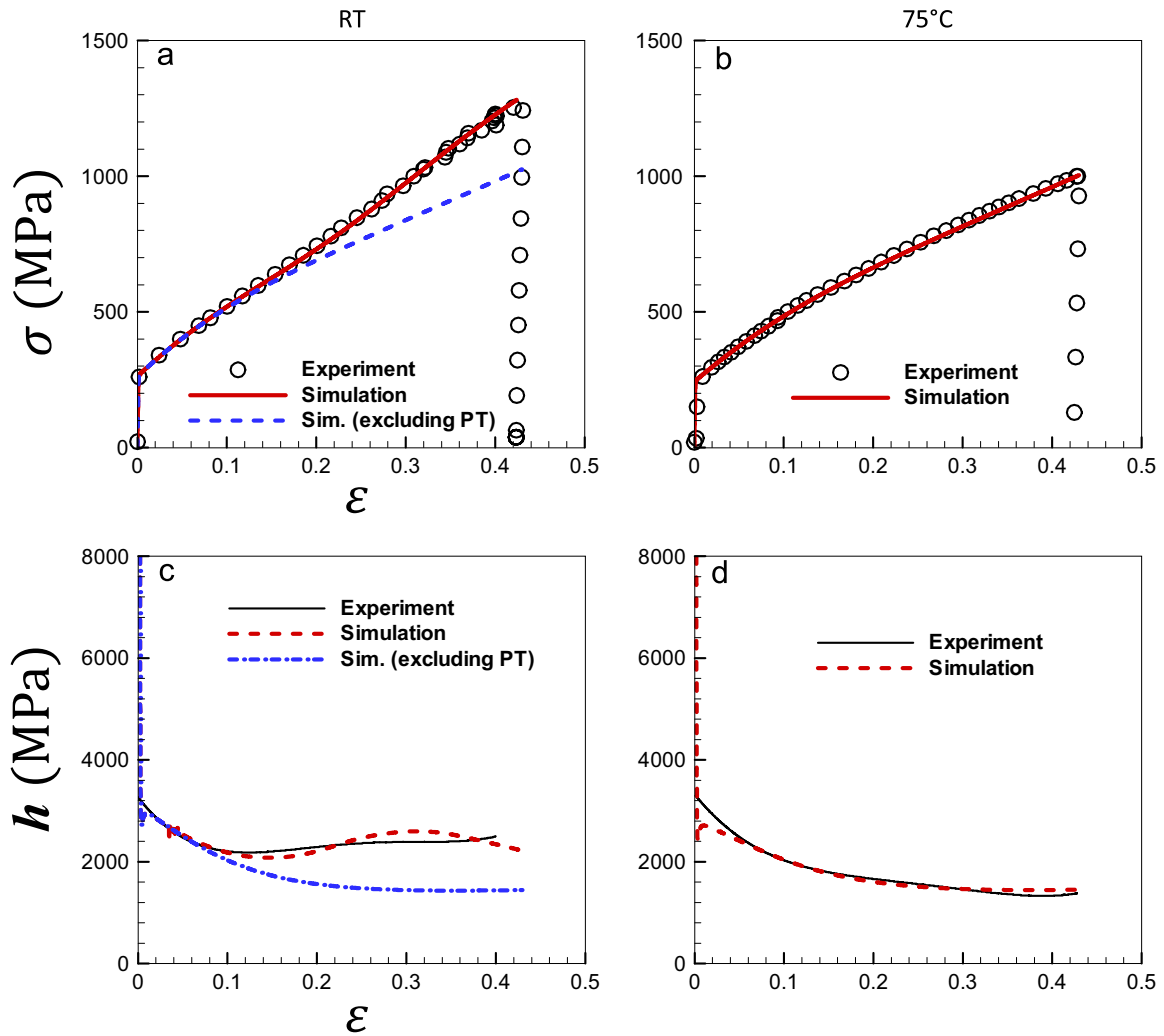 RT
75°C
a
1500
1000
500
0
σ (MPa)
Experiment
Simulation
Sim. (excluding PT)
0 0.1 0.2 0.3 0.4 0.5
ε
b
1500
1000
500
0
Experiment
Simulation
0 0.1 0.2 0.3 0.4 0.5
c
8000
6000
4000
2000
0
h (MPa)
Experiment
Simulation
Sim. (excluding PT)
0 0.1 0.2 0.3 0.4 0.5
ε
d
8000
6000
4000
2000
0
Experiment
Simulation
0 0.1 0.2 0.3 0.4 0.5